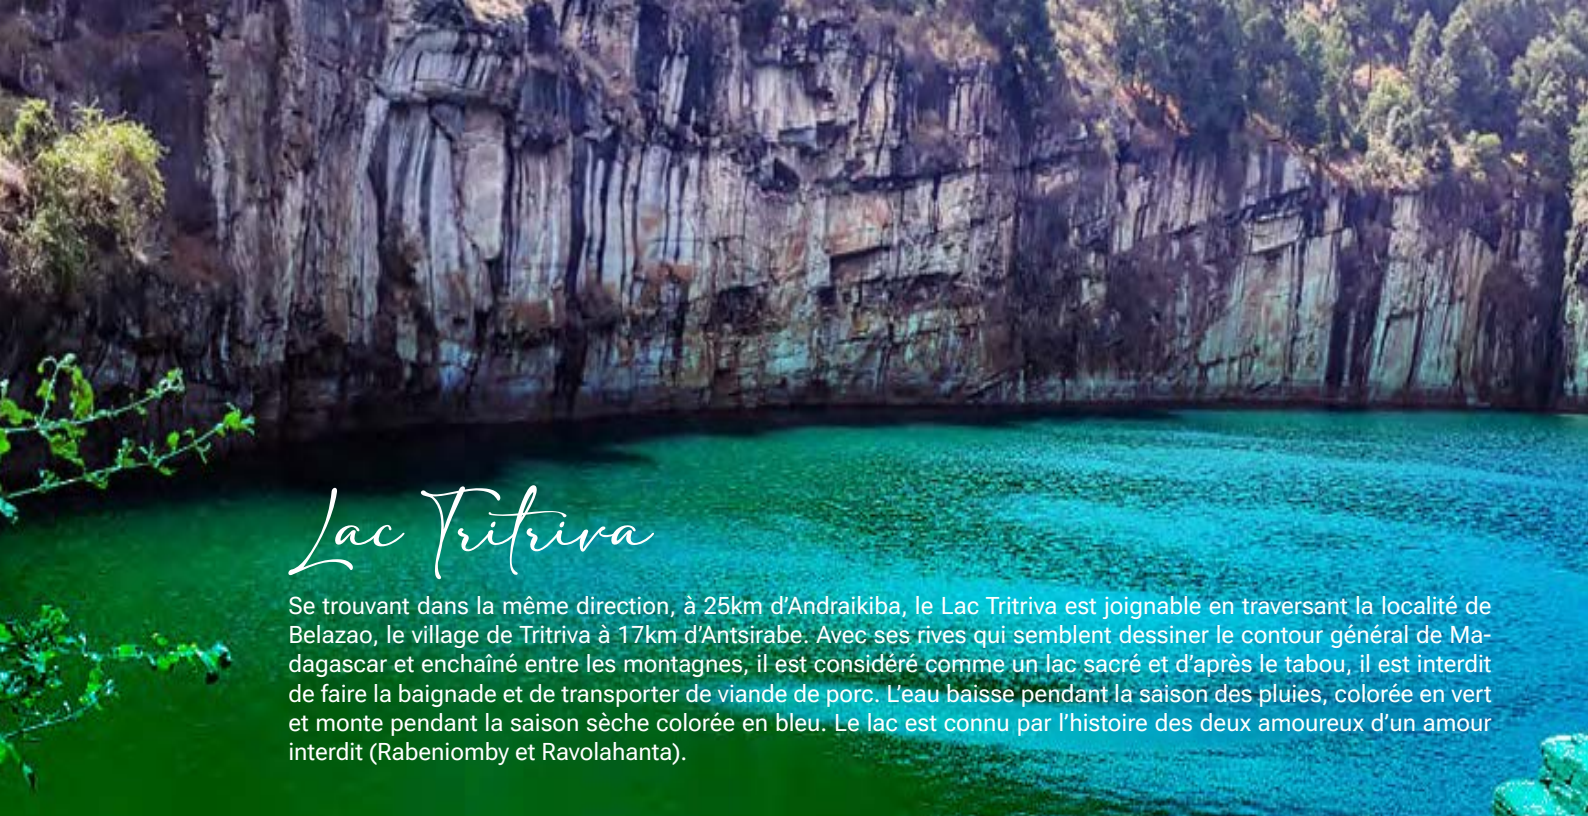 Lac Tritriva
Se trouvant dans la même direction, à 25km d’Andraikiba, le Lac Tritriva est joignable en traversant la localité de
Belazao, le village de Tritriva à 17km d’Antsirabe. Avec ses rives qui semblent dessiner le contour général de Ma-
dagascar et enchaîné entre les montagnes, il est considéré comme un lac sacré et d’après le tabou, il est interdit
de faire la baignade et de transporter de viande de porc. L’eau baisse pendant la saison des pluies, colorée en vert
et monte pendant la saison sèche colorée en bleu. Le lac est connu par l’histoire des deux amoureux d’un amour
interdit (Rabeniomby et Ravolahanta).